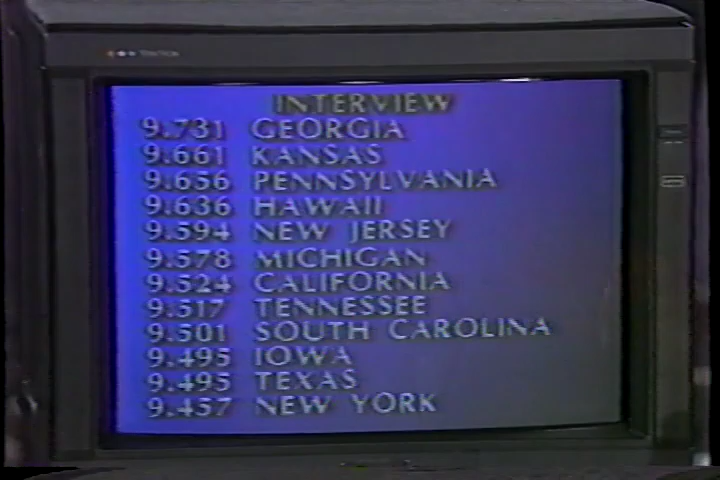 INTERVIEW
9.731 GEORGIA
9.661 KANSAS
9.656 PENNSYLVANIA
9.636 HAWAII
9.594 NEW JERSEY
9.578 MICHIGAN
9.524 CALIFORNIA
9.517 TENNESSEE
9.501 SOUTH CAROLINA
9.495 IOWA
9.495 TEXAS
9.457 NEW YORK